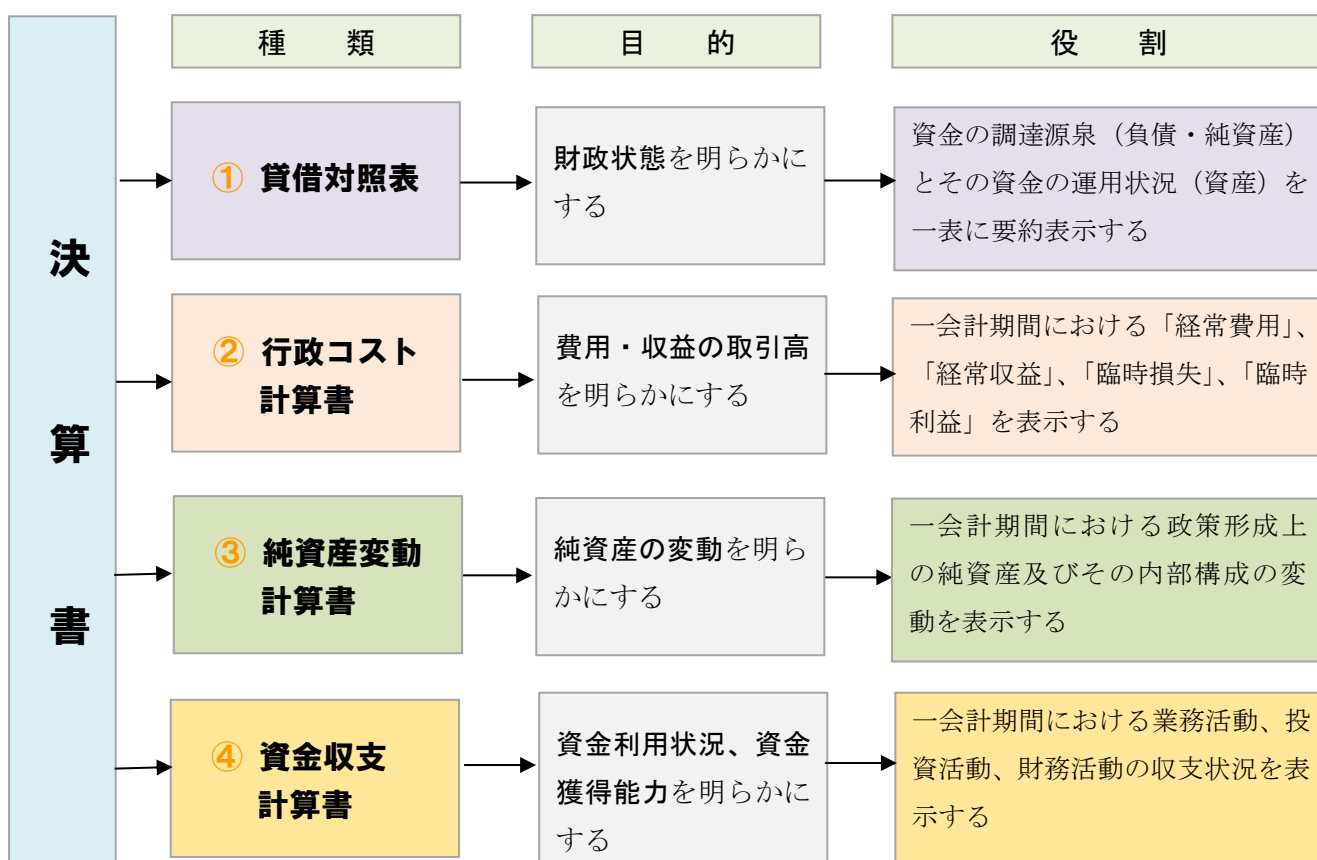 決算書
種類
目的
役割
① 貸借対照表
財政状態を明らかに
する
資金の調達源泉（負債・純資産）
とその資金の運用状況（資産）を
一表に要約表示する
② 行政コスト
計算書
費用・収益の取引高
を明らかにする
一会計期間における「経常費用」、
「経常収益」、「臨時損失」、「臨時
利益」を表示する
③ 純資産変動
計算書
純資産の変動を明ら
かにする
一会計期間における政策形成上
の純資産及びその内部構成の変
動を表示する
④ 資金収支
計算書
資金利用状況、資金
獲得能力を明らかに
する
一会計期間における業務活動、投
資活動、財務活動の収支状況を表
示する